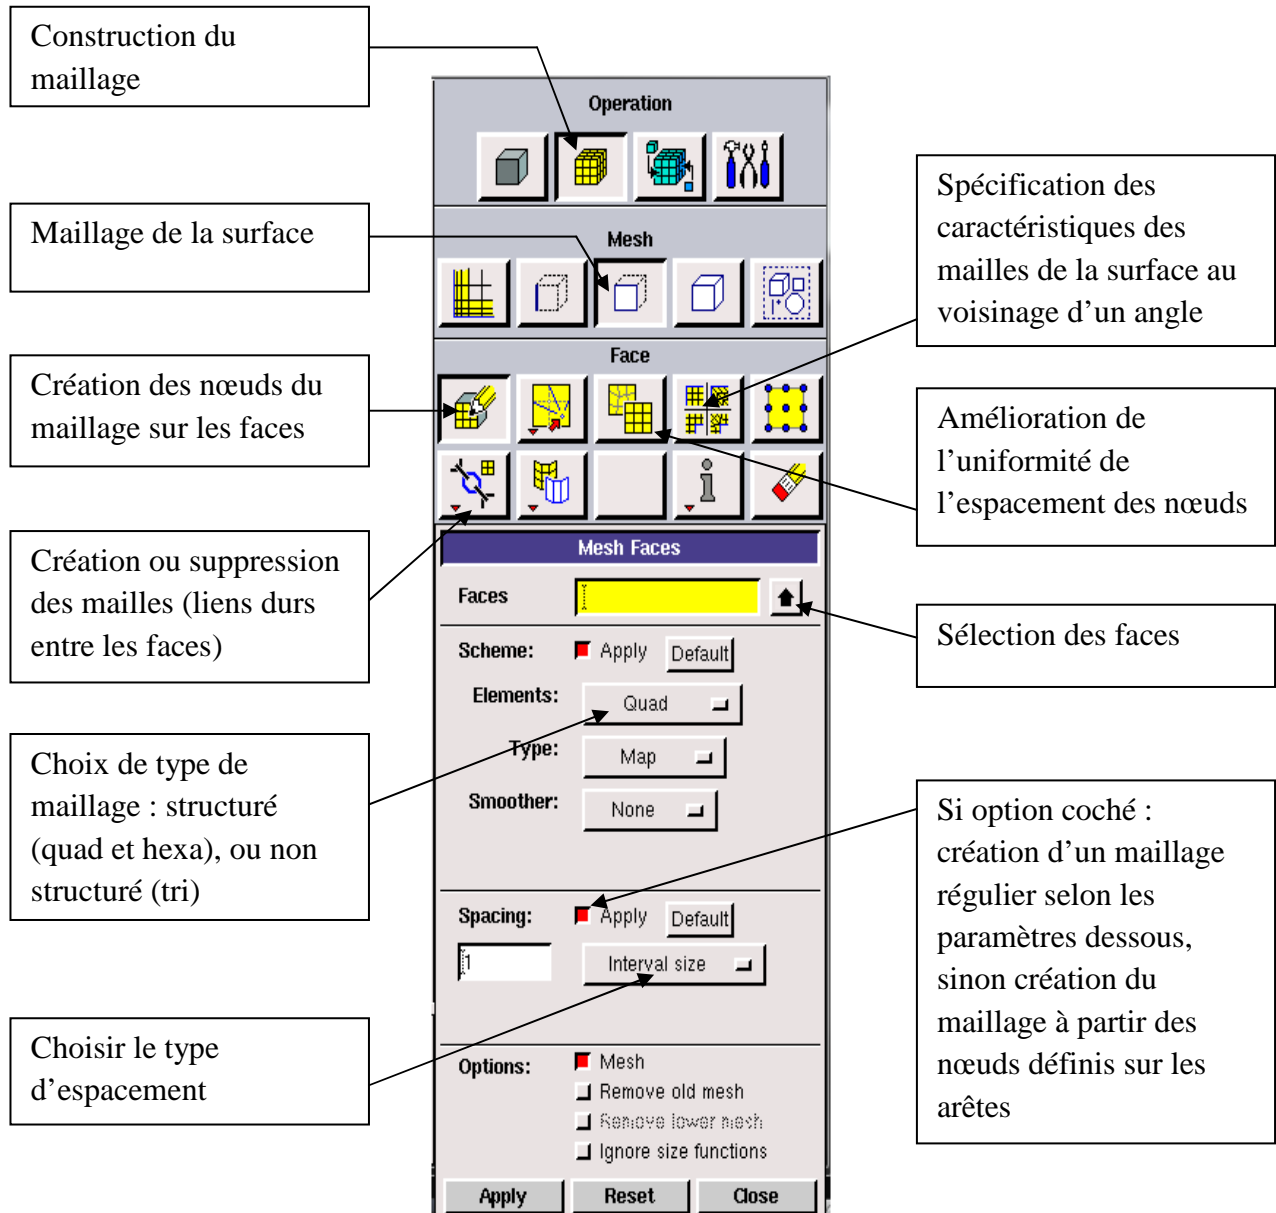 Construction du
maillage
Maillage de la surface
Création des nœuds du
maillage sur les faces
Création ou suppression
des mailles (liens durs
entre les faces)
Choix de type de
maillage : structuré
(quad et hexa), ou non
structuré (tri)
Choisir le type
d’espacement
Operation
Mesh
Face
Mesh Faces
Faces
Scheme: Apply Default
Elements: Quad
Type: Map
Smoother: None
Spacing: Apply Default
1 Interval size
Options: Mesh
Remove old mesh
Remove lower mesh
Ignore size functions
Apply Reset Close
Spécification des
caractéristiques des
mailles de la surface au
voisinage d’un angle
Amélioration de
l’uniformité de
l’espacement des nœuds
Sélection des faces
Si option coché :
création d’un maillage
régulier selon les
paramètres dessous,
sinon création du
maillage à partir des
nœuds définis sur les
arêtes